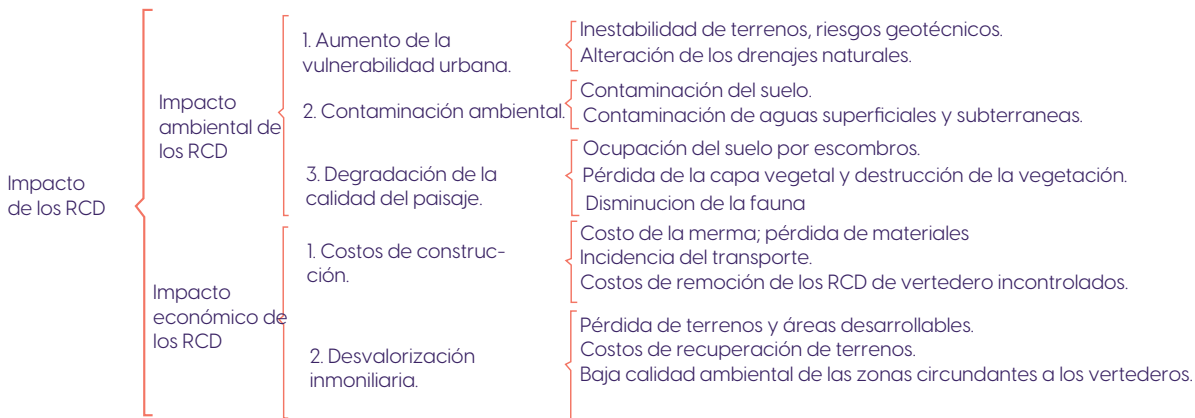 Impacto
de los RCD
Impacto
ambiental de
los RCD
1. Aumento de la
vulnerabilidad urbana.
Inestabilidad de terrenos, riesgos geotécnicos.
Alteración de los drenajes naturales.
2. Contaminación ambiental.
Contaminación del suelo.
Contaminación de aguas superficiales y subterraneas.
3. Degradación de la
calidad del paisaje.
Ocupación del suelo por escombros.
Pérdida de la capa vegetal y destrucción de la vegetación.
Disminucion de la fauna
Impacto
económico de
los RCD
1. Costos de construc-
ción.
Costo de la merma; pérdida de materiales
Incidencia del transporte.
Costos de remoción de los RCD de vertedero incontrolados.
2. Desvalorización
inmoniliaria.
Pérdida de terrenos y áreas desarrollables.
Costos de recuperación de terrenos.
Baja calidad ambiental de las zonas circundantes a los vertederos.